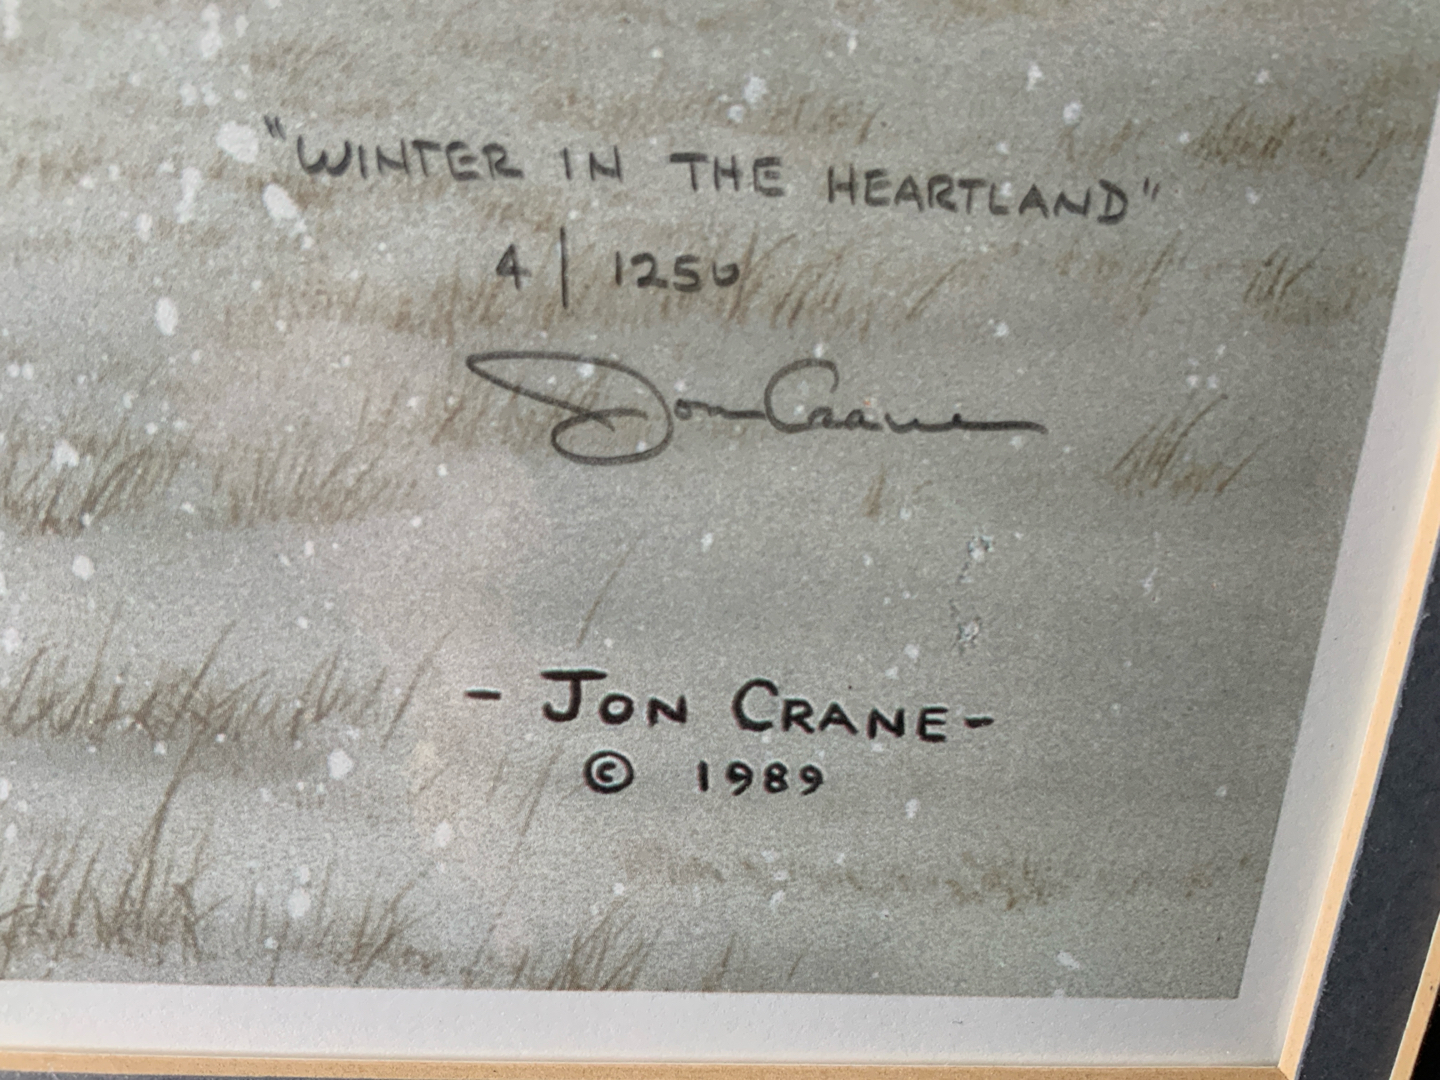 "WINTER IN THE HEARTLAND"
4/1250
Jon Crane
- JON CRANE -
© 1989